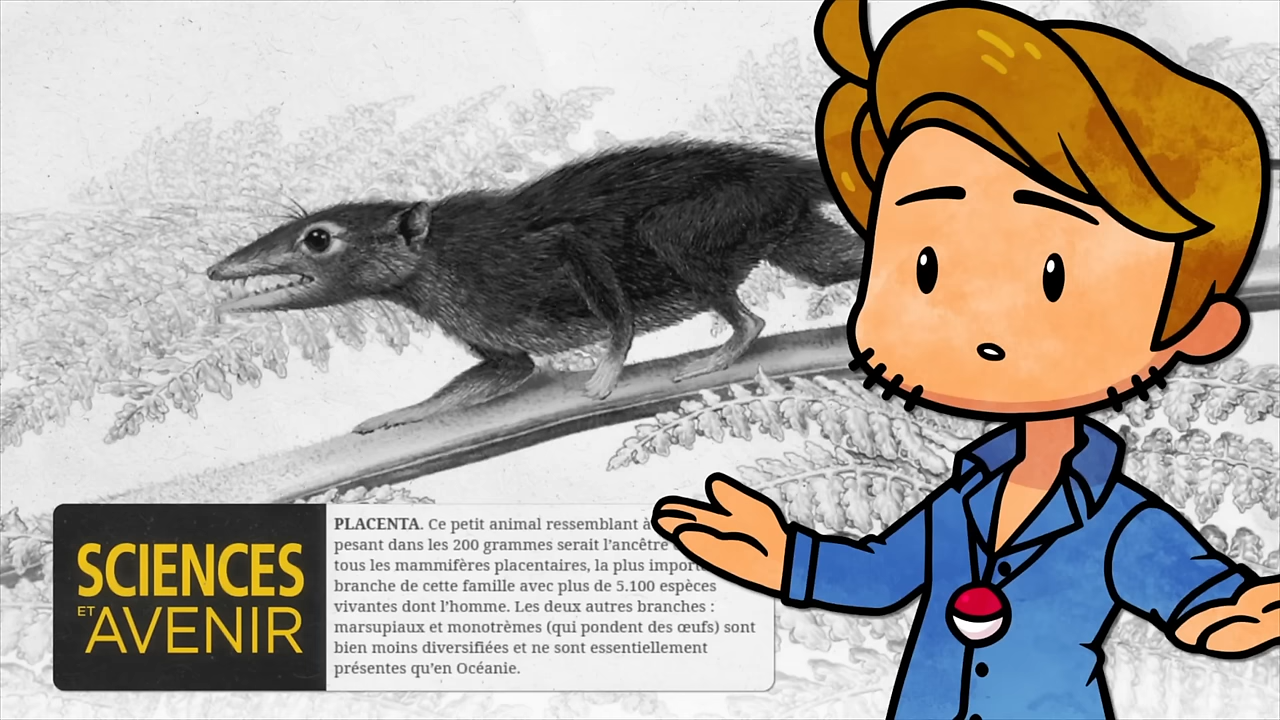 SCIENCES
ET
AVENIR
PLACENTA. Ce petit animal ressemblant à
pesant dans les 200 grammes serait l'ancêtre
tous les mammifères placentaires, la plus
branche de cette famille avec plus de 5.100 espèces
vivantes dont l'homme. Les deux autres branches :
marsupiaux et monotrèmes (qui pondent des œufs) sont
bien moins diversifiées et ne sont essentiellement
présentes qu'en Océanie.